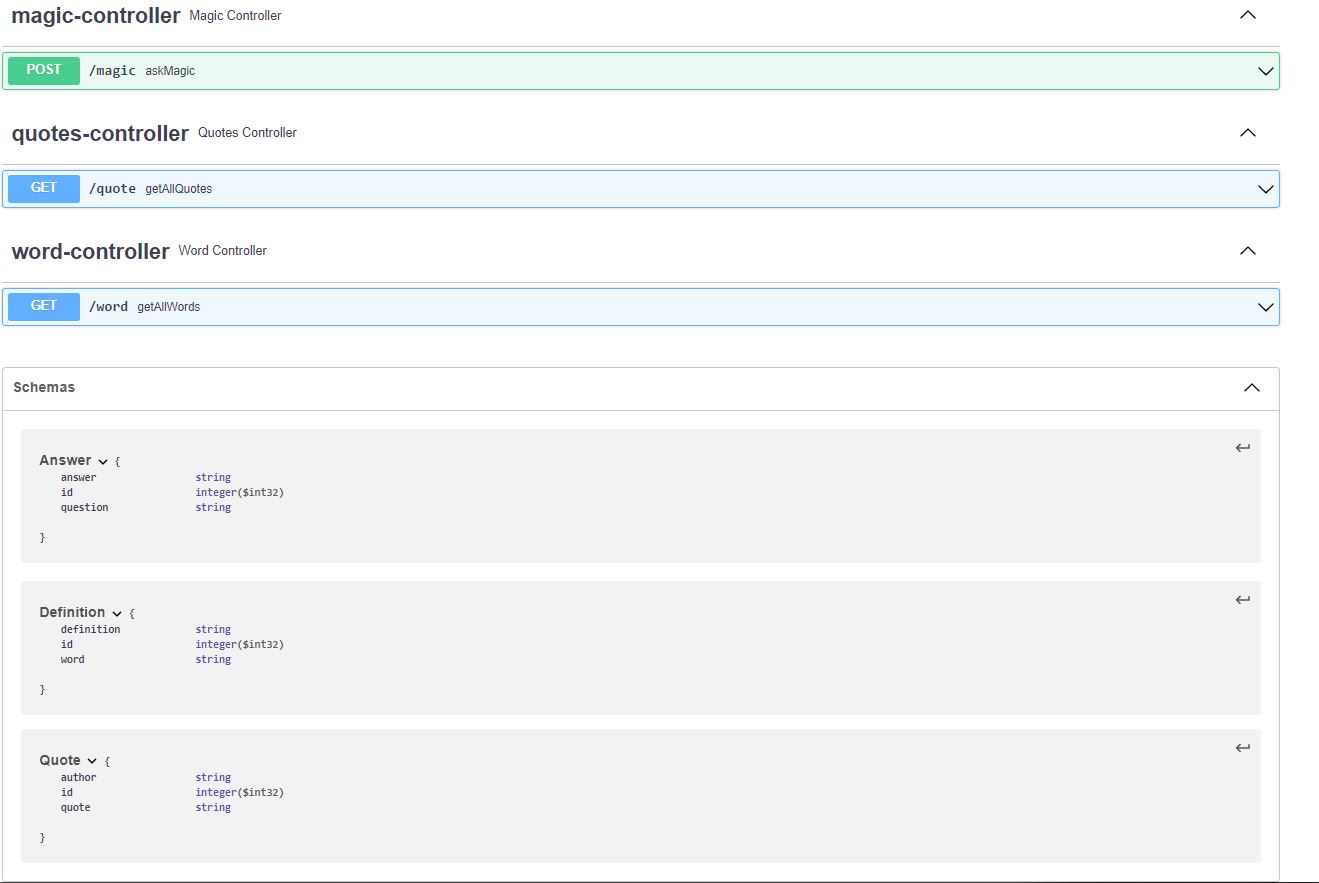 magic-controller Magic Controller
POST /magic askMagic
quotes-controller Quotes Controller
GET /quote getAllQuotes
word-controller Word Controller
GET /word getAllWords
Schemas
Answer {
answer string
id integer($int32)
question string
}
Definition {
definition string
id integer($int32)
word string
}
Quote {
author string
id integer($int32)
quote string
}